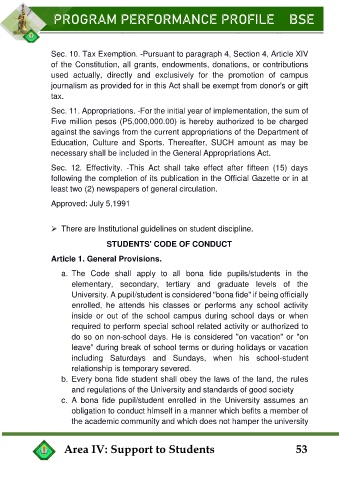 PROGRAM PERFORMANCE PROFILE BSE
Sec. 10. Tax Exemption. -Pursuant to paragraph 4, Section 4, Article XIV
of the Constitution, all grants, endowments, donations, or contributions
used actually, directly and exclusively for the promotion of campus
journalism as provided for in this Act shall be exempt from donor's or gift
tax.
Sec. 11. Appropriations. -For the initial year of implementation, the sum of
Five million pesos (P5,000,000.00) is hereby authorized to be charged
against the savings from the current appropriations of the Department of
Education, Culture and Sports. Thereafter, SUCH amount as may be
necessary shall be included in the General Appropriations Act.
Sec. 12. Effectivity. -This Act shall take effect after fifteen (15) days
following the completion of its publication in the Official Gazette or in at
least two (2) newspapers of general circulation.
Approved: July 5,1991
➢ There are Institutional guidelines on student discipline.
STUDENTS' CODE OF CONDUCT
Article 1. General Provisions.
a. The Code shall apply to all bona fide pupils/students in the
elementary, secondary, tertiary and graduate levels of the
University. A pupil/student is considered "bona fide" if being officially
enrolled, he attends his classes or performs any school activity
inside or out of the school campus during school days or when
required to perform special school related activity or authorized to
do so on non-school days. He is considered "on vacation" or "on
leave" during break of school terms or during holidays or vacation
including Saturdays and Sundays, when his school-student
relationship is temporary severed.
b. Every bona fide student shall obey the laws of the land, the rules
and regulations of the University and standards of good society
c. A bona fide pupil/student enrolled in the University assumes an
obligation to conduct himself in a manner which befits a member of
the academic community and which does not hamper the university
Area IV: Support to Students 53